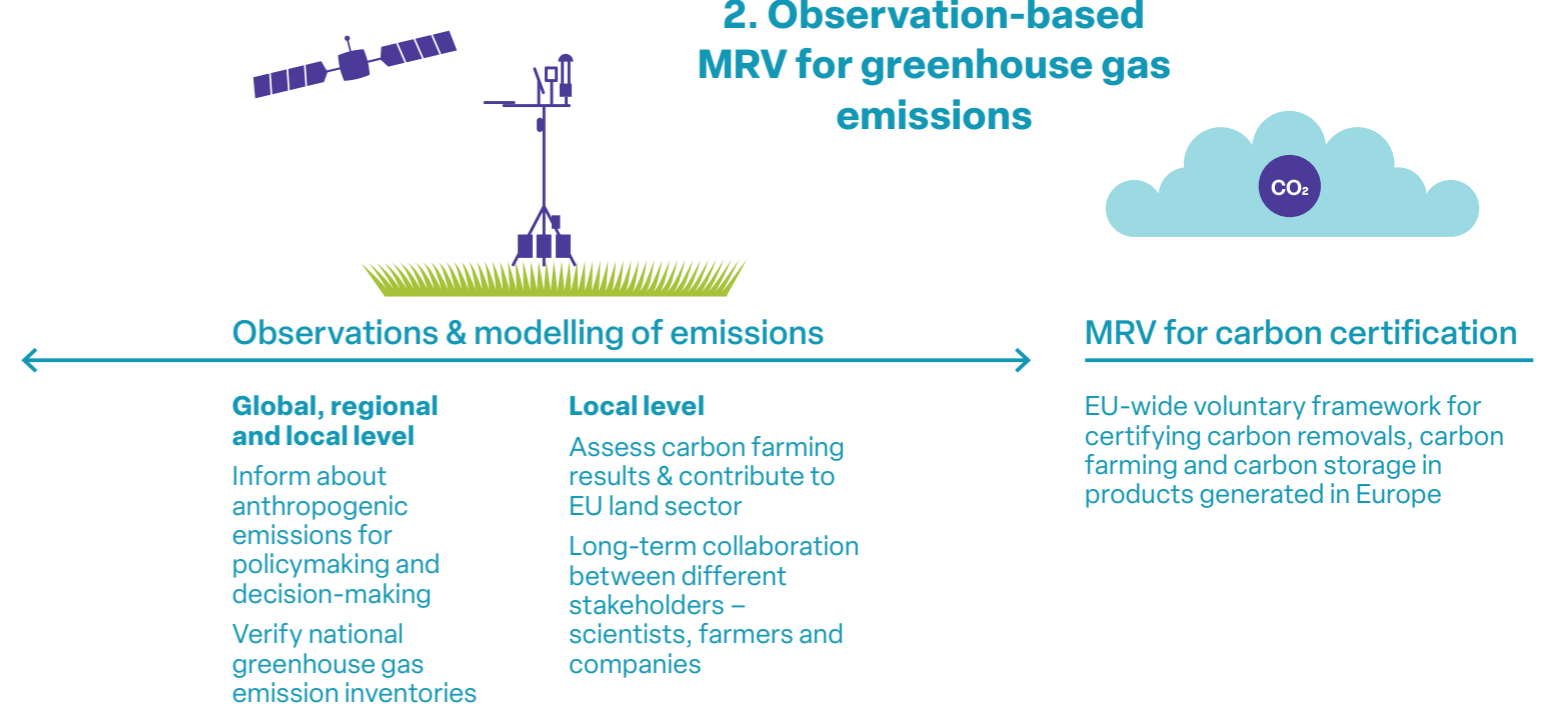 2. Observation-based
MRV for greenhouse gas
emissions
CO₂
Observations & modelling of emissions
Global, regional
and local level
Inform about
anthropogenic
emissions for
policymaking and
decision-making
Verify national
greenhouse gas
emission inventories
Local level
Assess carbon farming
results & contribute to
EU land sector
Long-term collaboration
between different
stakeholders –
scientists, farmers and
companies
MRV for carbon certification
EU-wide voluntary framework for
certifying carbon removals, carbon
farming and carbon storage in
products generated in Europe